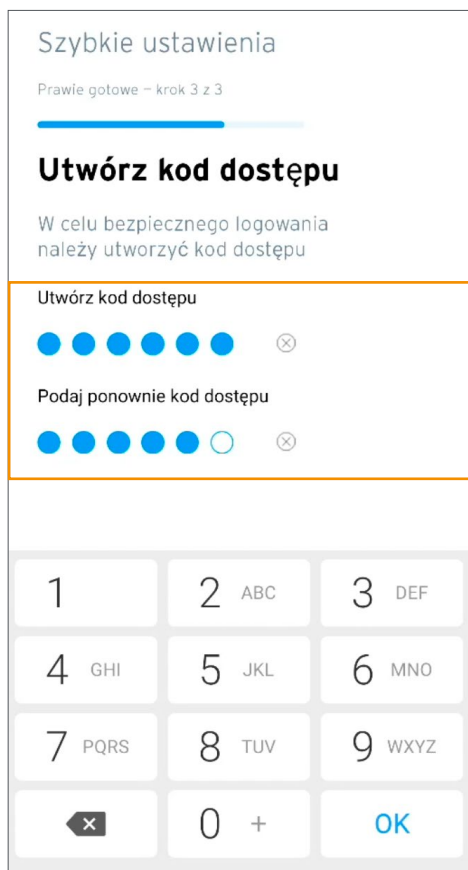 Szybkie ustawienia
Prawie gotowe – krok 3 z 3
Utwórz kod dostępu
W celu bezpiecznego logowania
należy utworzyć kod dostępu
Utwórz kod dostępu
Podaj ponownie kod dostępu
1 2 ABC 3 DEF
4 GHI 5 JKL 6 MNO
7 PQRS 8 TUV 9 WXYZ
0 + OK